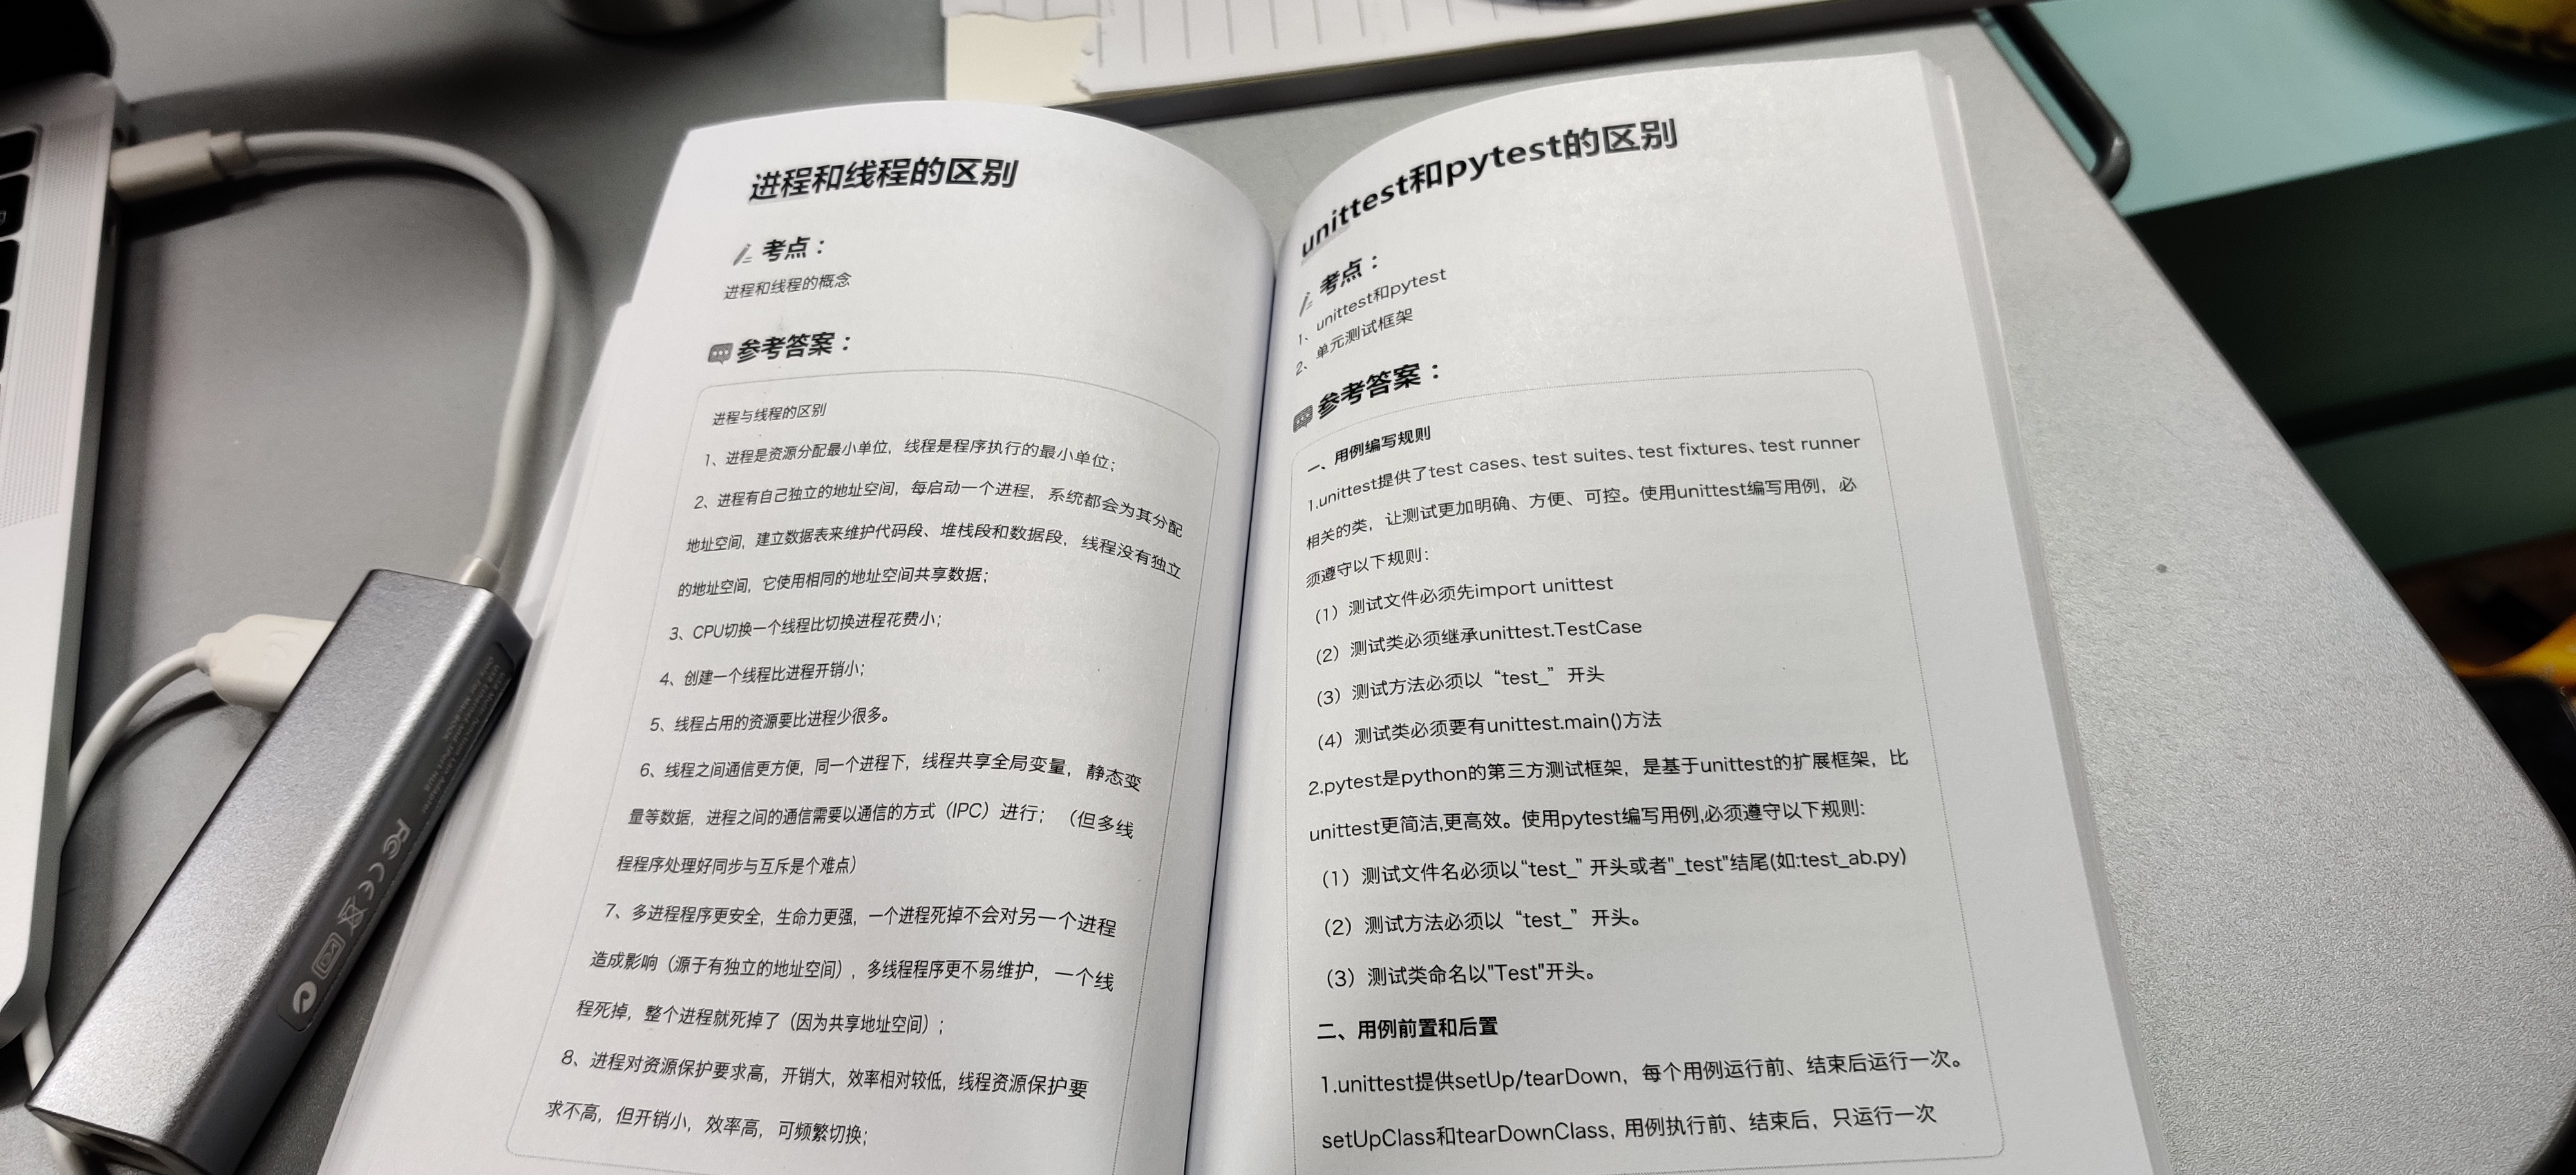 进程和线程的区别
考点：
进程和线程的概念
参考答案：
进程与线程的区别
1、进程是资源分配最小单位，线程是程序执行的最小单位；
2、进程有自己独立的地址空间，每启动一个进程，系统都会为其分配
地址空间，建立数据表来维护代码段、堆栈段和数据段，线程没有独立
的地址空间，它使用相同的地址空间共享数据；
3、CPU切换一个线程比切换进程花费小；
4、创建一个线程比进程开销小；
5、线程占用的资源要比进程少很多。
6、线程之间通信更方便，同一个进程下，线程共享全局变量，静态变
量等数据，进程之间的通信需要以通信的方式（IPC）进行；（但多线
程程序处理好同步与互斥是个难点）
7、多进程程序更安全，生命力更强，一个进程死掉不会对另一个进程
造成影响（源于有独立的地址空间），多线程程序更不易维护，一个线
程死掉，整个进程就死掉了（因为共享地址空间）；
8、进程对资源保护要求高，开销大，效率相对较低，线程资源保护要
求不高，但开销小，效率高，可频繁切换；
unittest和pytest的区别
考点：
1、 unittest和pytest
2、 单元测试框架
参考答案：
一、用例编写规则
1.unittest提供了test cases、test suites、test fixtures、test runner
相关的类，让测试更加明确、方便、可控。使用unittest编写用例，必
须遵守以下规则：
（1）测试文件必须先import unittest
（2）测试类必须继承unittest.TestCase
（3）测试方法必须以“test_”开头
（4）测试类必须要有unittest.main()方法
2.pytest是python的第三方测试框架，是基于unittest的扩展框架，比
unittest更简洁,更高效。使用pytest编写用例,必须遵守以下规则:
（1）测试文件名必须以“test_”开头或者"_test"结尾(如:test_ab.py)
（2）测试方法必须以“test_”开头。
（3）测试类命名以"Test"开头。
二、用例前置和后置
1.unittest提供setUp/tearDown，每个用例运行前、结束后运行一次。
setUpClass和tearDownClass, 用例执行前、结束后，只运行一次
FC CE